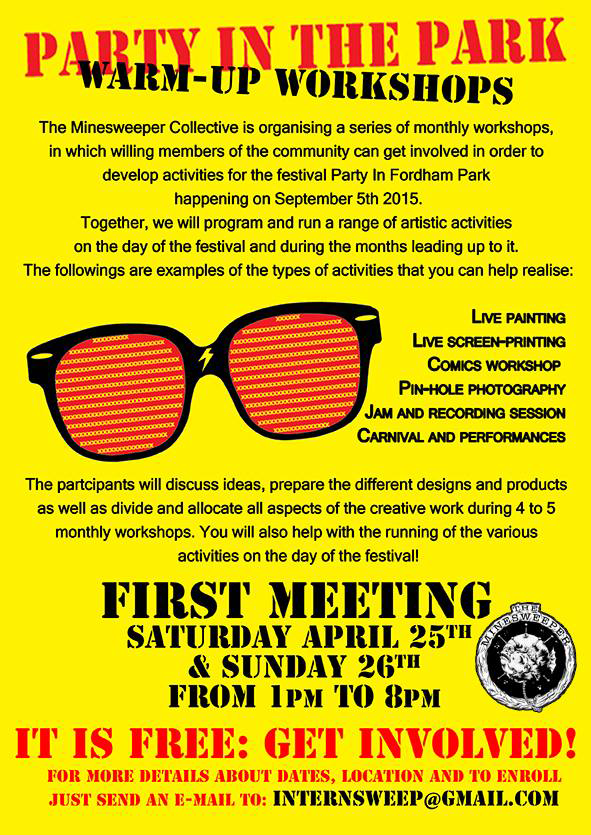 PARTY IN THE PARK
WARM-UP WORKSHOPS
The Minesweeper Collective is organising a series of monthly workshops,
in which willing members of the community can get involved in order to
develop activities for the festival Party In Fordham Park
happening on September 5th 2015.
Together, we will program and run a range of artistic activities
on the day of the festival and during the months leading up to it.
The followings are examples of the types of activities that you can help realise:
LIVE PAINTING
LIVE SCREEN-PRINTING
COMICS WORKSHOP
PIN-HOLE PHOTOGRAPHY
JAM AND RECORDING SESSION
CARNIVAL AND PERFORMANCES
The partcipants will discuss ideas, prepare the different designs and products
as well as divide and allocate all aspects of the creative work during 4 to 5
monthly workshops. You will also help with the running of the various
activities on the day of the festival!
FIRST MEETING
SATURDAY APRIL 25TH
& SUNDAY 26TH
FROM 1PM TO 8PM
THE
MINESWEEPER
IT IS FREE: GET INVOLVED!
FOR MORE DETAILS ABOUT DATES, LOCATION AND TO ENROLL
JUST SEND AN E-MAIL TO: INTERNSWEEP@GMAIL.COM